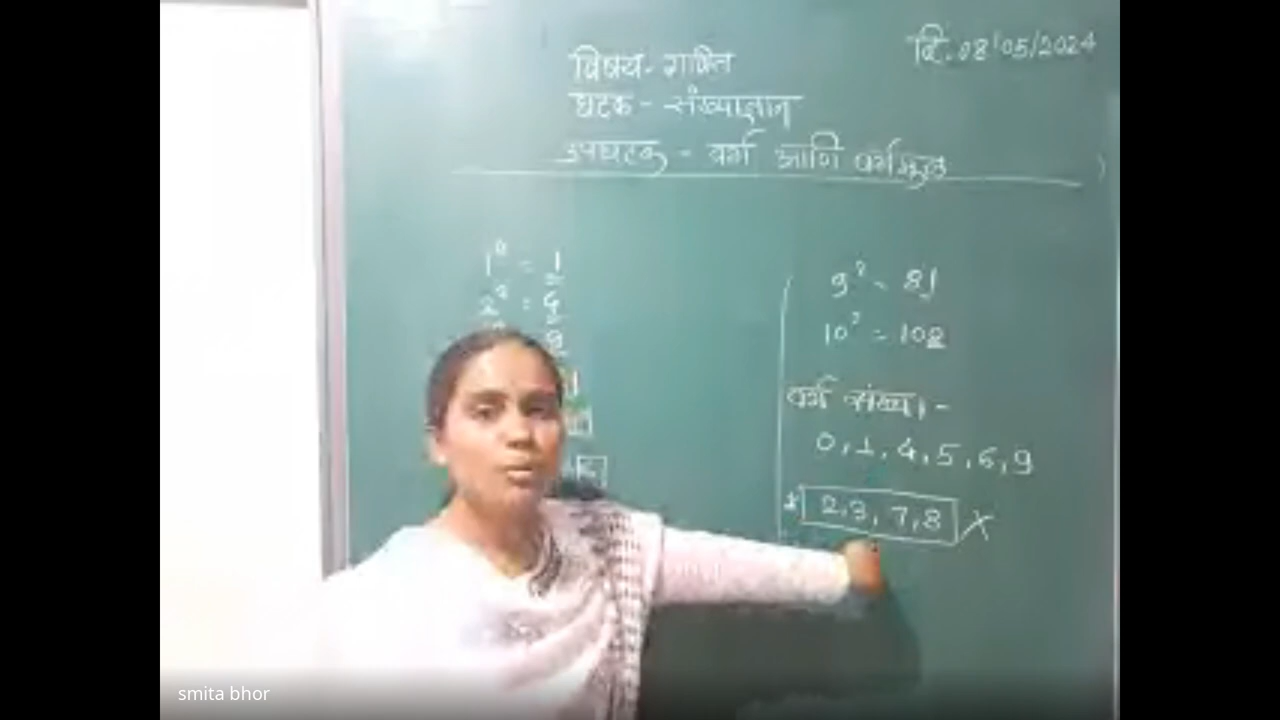 दि. 08/05/2024
विषय - गणित
घटक - संख्याज्ञान
उपघटक - वर्ग आणि वर्गमूळ
1² = 1
2² = 4
9
9² = 81
10² = 100
वर्ग संख्या -
0, 1, 4, 5, 6, 9
* 2, 3, 7, 8 X
smita bhor